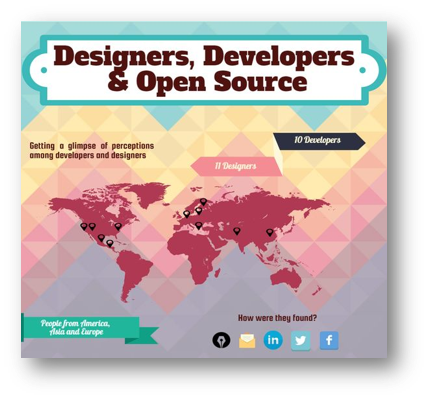 Designers, Developers
& Open Source
10 Developers
Getting a glimpse of perceptions
among developers and designers
11 Designers
How were they found?
People from America,
Asia and Europe
in
f